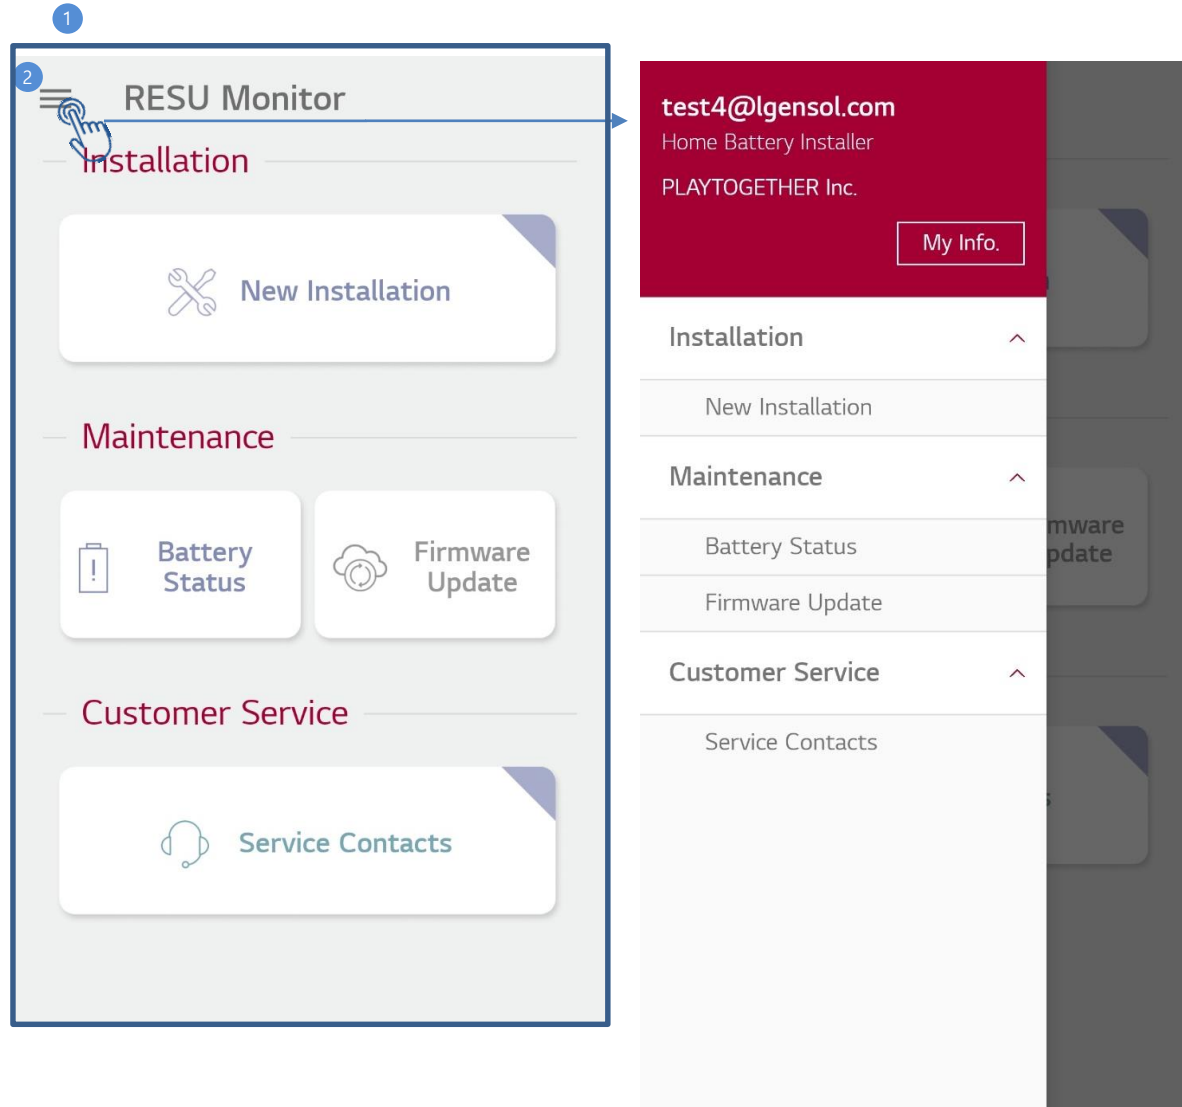 1
2
RESU Monitor
Installation
New Installation
Maintenance
Battery
Status
Firmware
Update
Customer Service
Service Contacts
test4@lgensol.com
Home Battery Installer
PLAYTOGETHER Inc.
My Info.
Installation
New Installation
Maintenance
Battery Status
Firmware Update
Customer Service
Service Contacts
mware
pdate
s